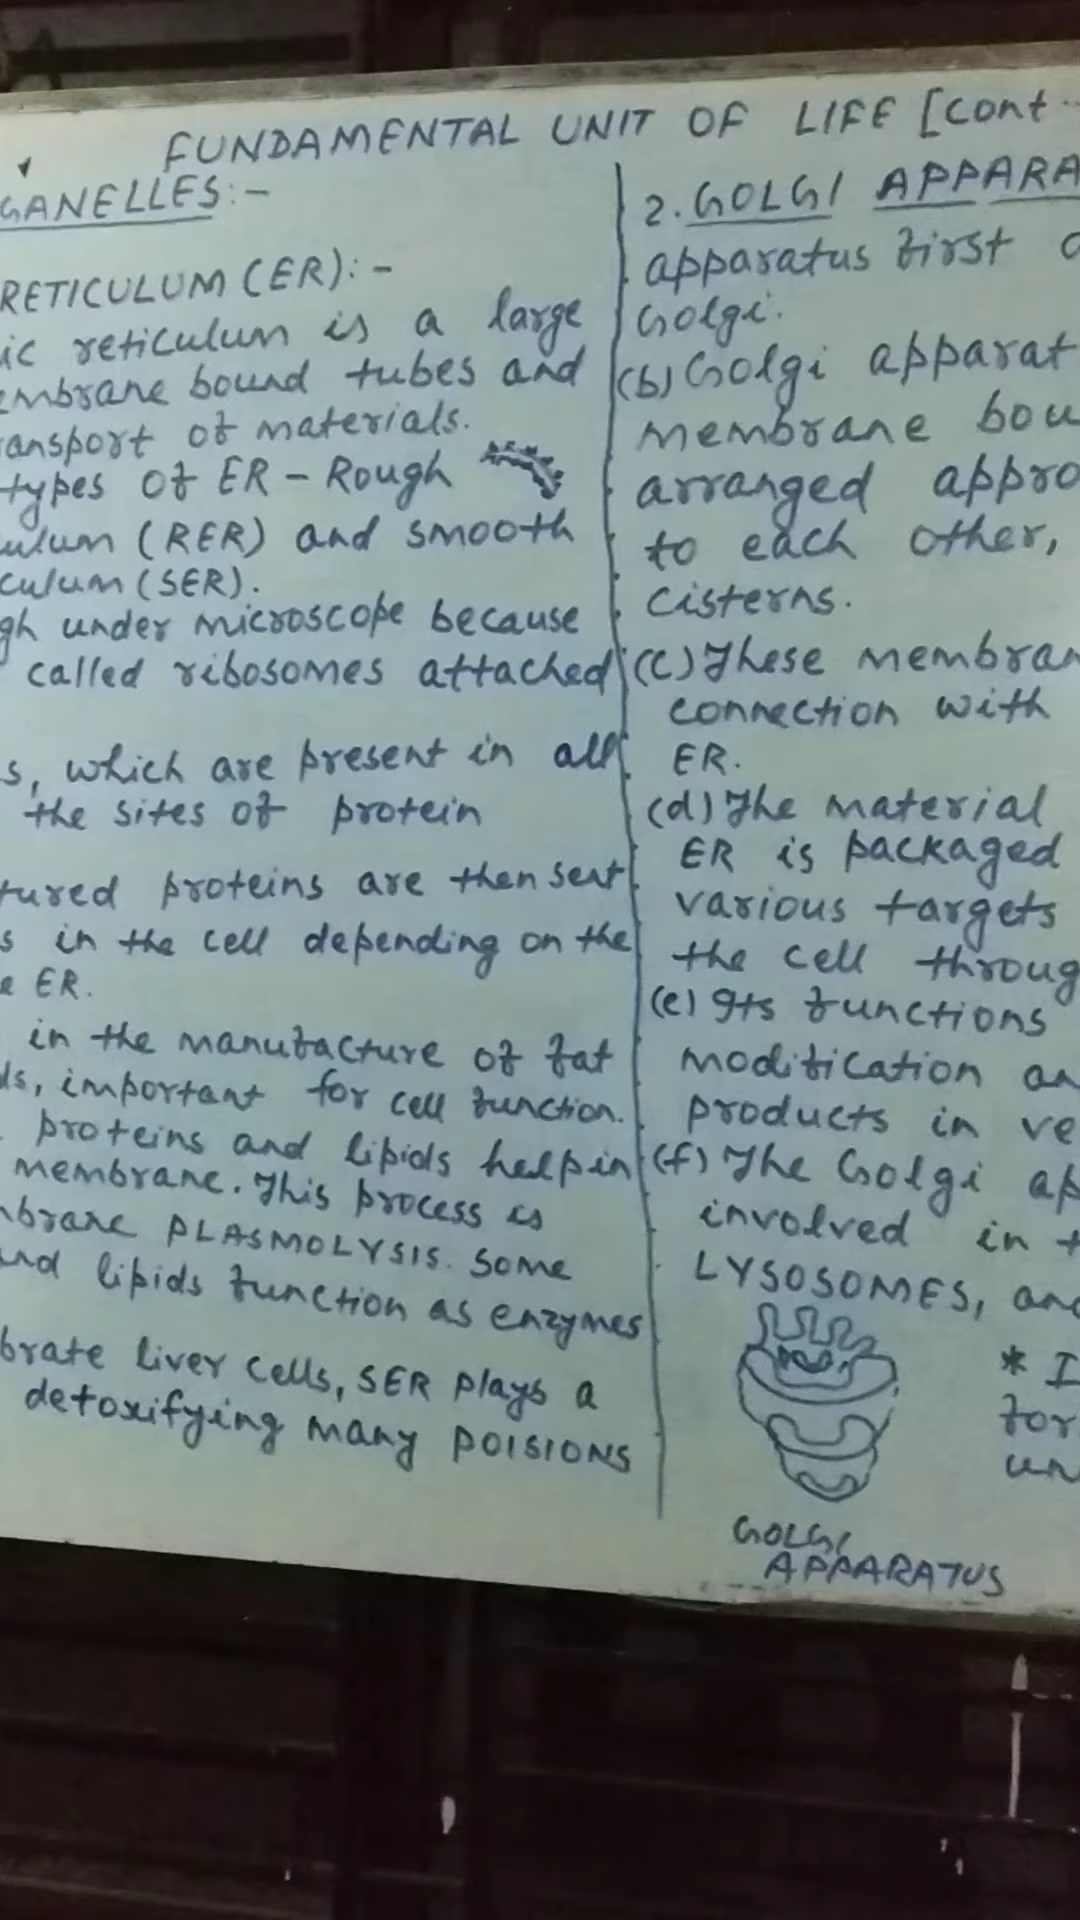 FUNDAMENTAL UNIT OF LIFE [Cont..
GANELLES:-
RETICULUM (ER):-
ic reticulum is a large
embrane bound tubes and
ansport of materials.
types of ER - Rough
ulum (RER) and smooth
culum (SER).
gh under microscope because
called ribosomes attached
s, which are present in all
the sites of protein
tured proteins are then sent
s in the cell depending on the
e ER.
in the manufacture of fat
ds, important for cell function.
proteins and lipids help in
membrane. This process is
mbrane PLASMOLYSIS. Some
and lipids function as enzymes
brate liver cells, SER plays a
detoxifying many POISIONS
2. GOLGI APPARA
apparatus first
Golgi.
(b) Golgi apparat
membrane bou
arranged appro
to each other,
cisterns.
(c) These membran
connection with
ER.
(d) The material
ER is packaged
various targets
the cell throug
(e) Its functions
modification an
products in ve
(f) The Golgi ap
involved in t
LYSOSOMES, and
* I
for
un
GOLGI
APPARATUS